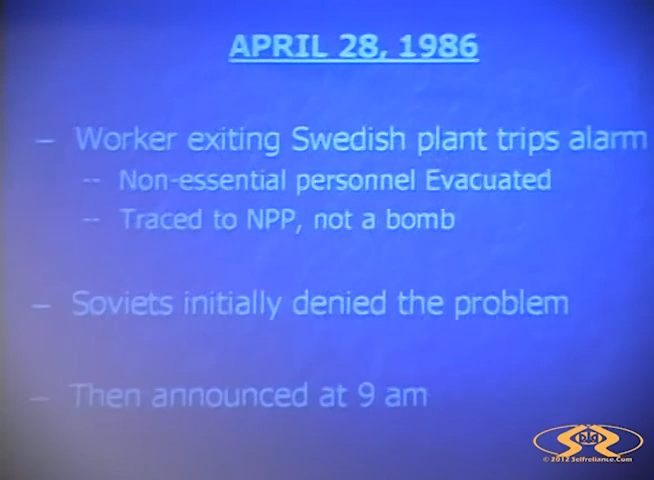 APRIL 28, 1986
– Worker exiting Swedish plant trips alarm
-- Non-essential personnel Evacuated
-- Traced to NPP, not a bomb
– Soviets initially denied the problem
– Then announced at 9 am
© 2012 Selfreliance.Com